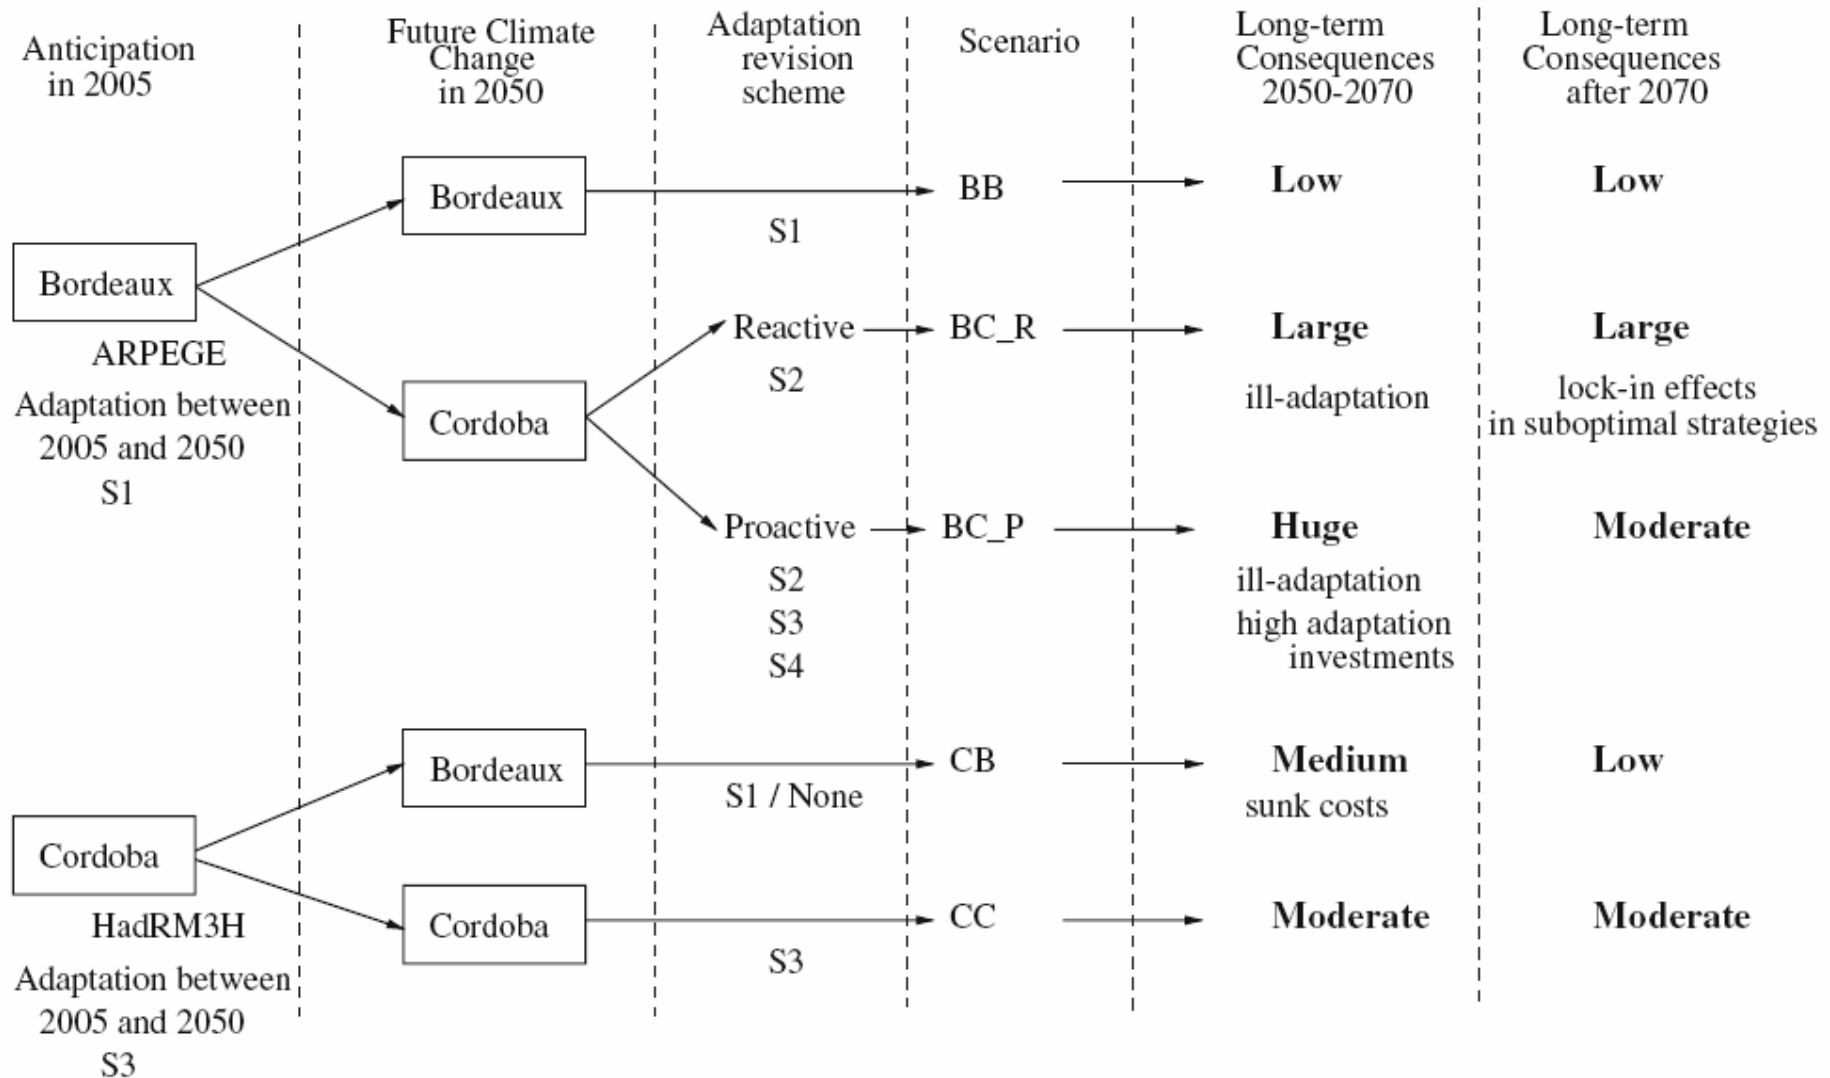 Anticipation
in 2005
Future Climate
Change
in 2050
Adaptation
revision
scheme
Scenario
Long-term
Consequences
2050-2070
Long-term
Consequences
after 2070
Bordeaux
ARPEGE
Adaptation between
2005 and 2050
S1
Bordeaux
S1
BB
Low
Low
Cordoba
Reactive
S2
BC_R
Large
ill-adaptation
Large
lock-in effects
in suboptimal strategies
Proactive
S2
S3
S4
BC_P
Huge
ill-adaptation
high adaptation
investments
Moderate
Cordoba
HadRM3H
Adaptation between
2005 and 2050
S3
Bordeaux
S1 / None
CB
Medium
sunk costs
Low
Cordoba
S3
CC
Moderate
Moderate